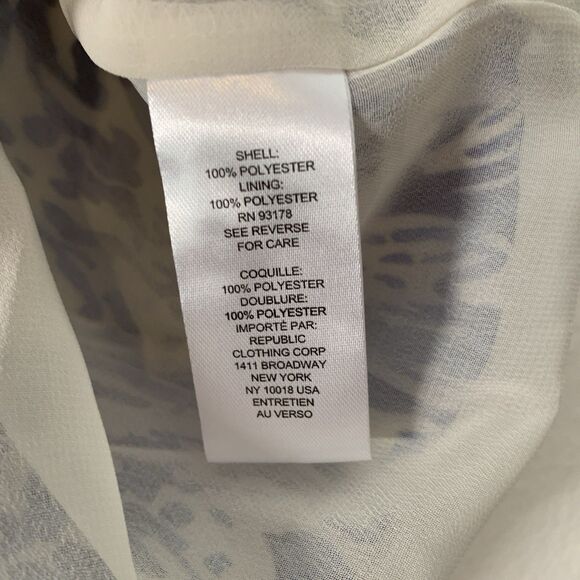 SHELL:
100% POLYESTER
LINING:
100% POLYESTER
RN 93178
SEE REVERSE
FOR CARE
COQUILLE:
100% POLYESTER
DOUBLURE:
100% POLYESTER
IMPORTÉ PAR:
REPUBLIC
CLOTHING CORP
1411 BROADWAY
NEW YORK
NY 10018 USA
ENTRETIEN
AU VERSO